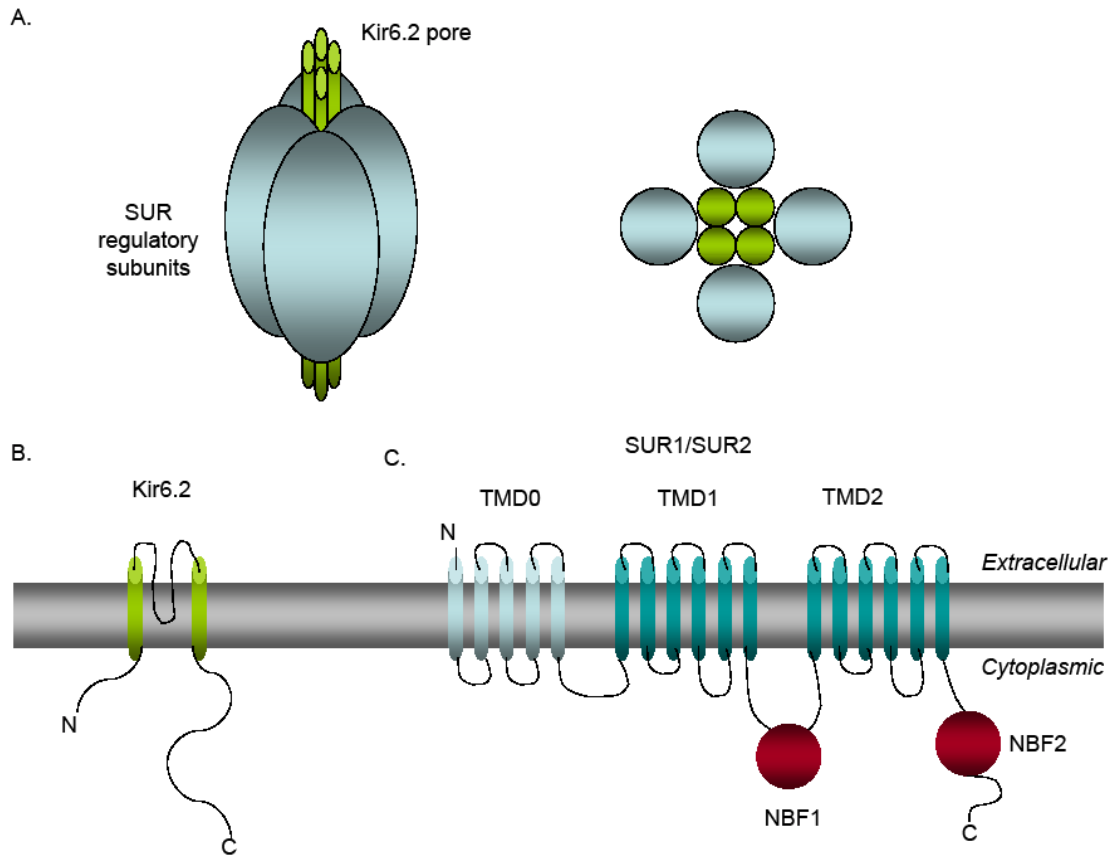 A.
Kir6.2 pore
SUR
regulatory
subunits
B.
Kir6.2
N
C
C.
SUR1/SUR2
TMD0
TMD1
TMD2
N
Extracellular
Cytoplasmic
NBF1
NBF2
C